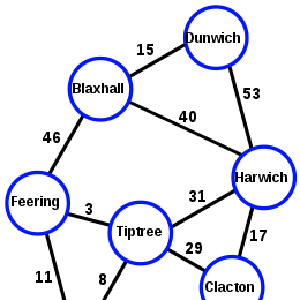 Dunwich
15
Blaxhall
53
40
46
Harwich
31
Feering
3
Tiptree
17
29
11
8
Clacton